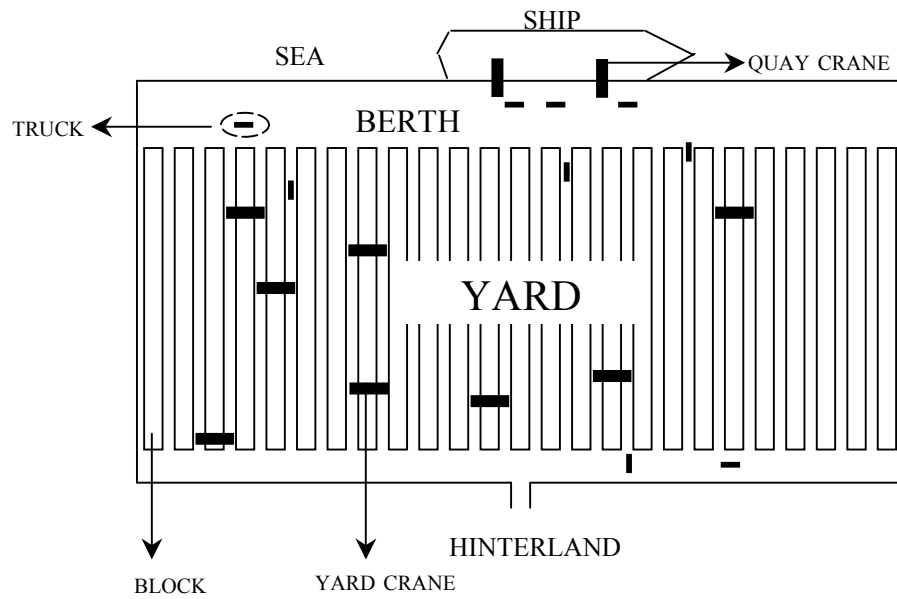 SHIP
SEA
QUAY CRANE
TRUCK
BERTH
YARD
HINTERLAND
BLOCK
YARD CRANE